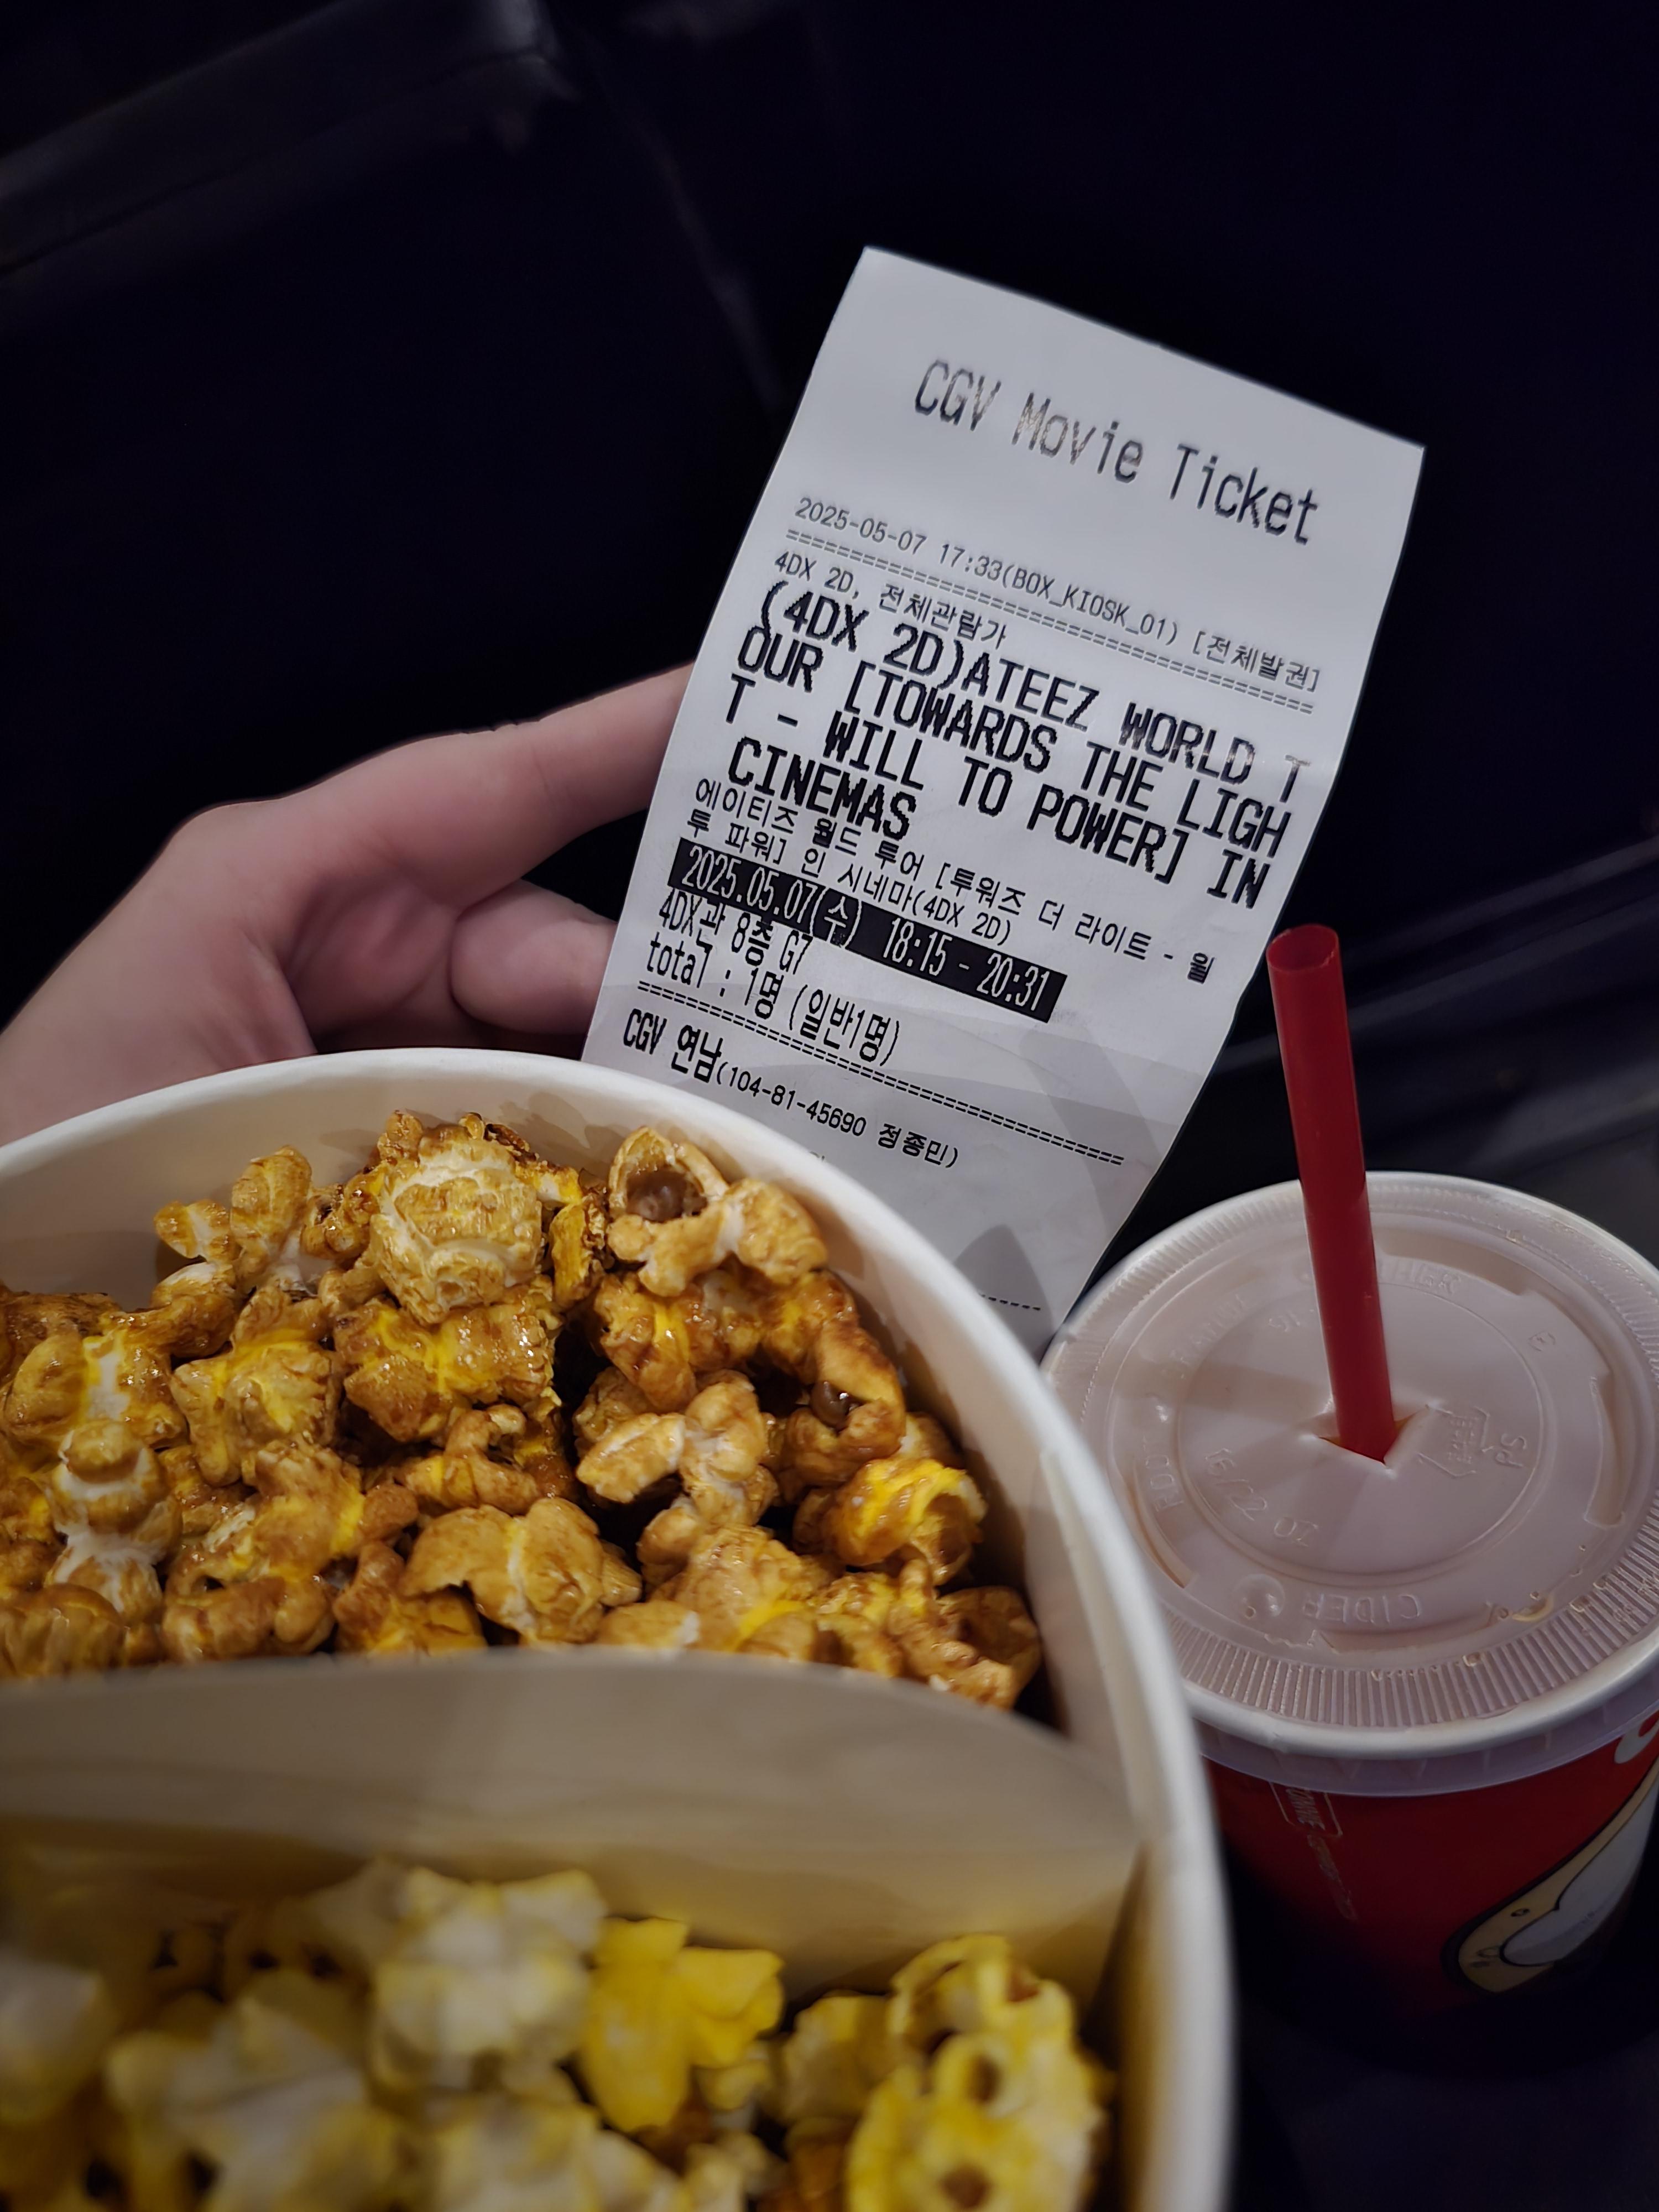 CGV Movie Ticket
2025-05-07 17:33(BOX_KIOSK_01) [전체발권]
4DX 2D, 전체관람가
(4DX 2D)ATEEZ WORLD T
OUR [TOWARDS THE LIGH
T - WILL TO POWER] IN
CINEMAS
에이티즈 월드 투어 [투워즈 더 라이트 - 윌
투 파워] 인 시네마(4DX 2D)
2025.05.07(수) 18:15 - 20:31
4DX관 8층 G7
total : 1명 (일반1명)
CGV 연남(104-81-45690 정종민)
16/22 OZ
CIDER